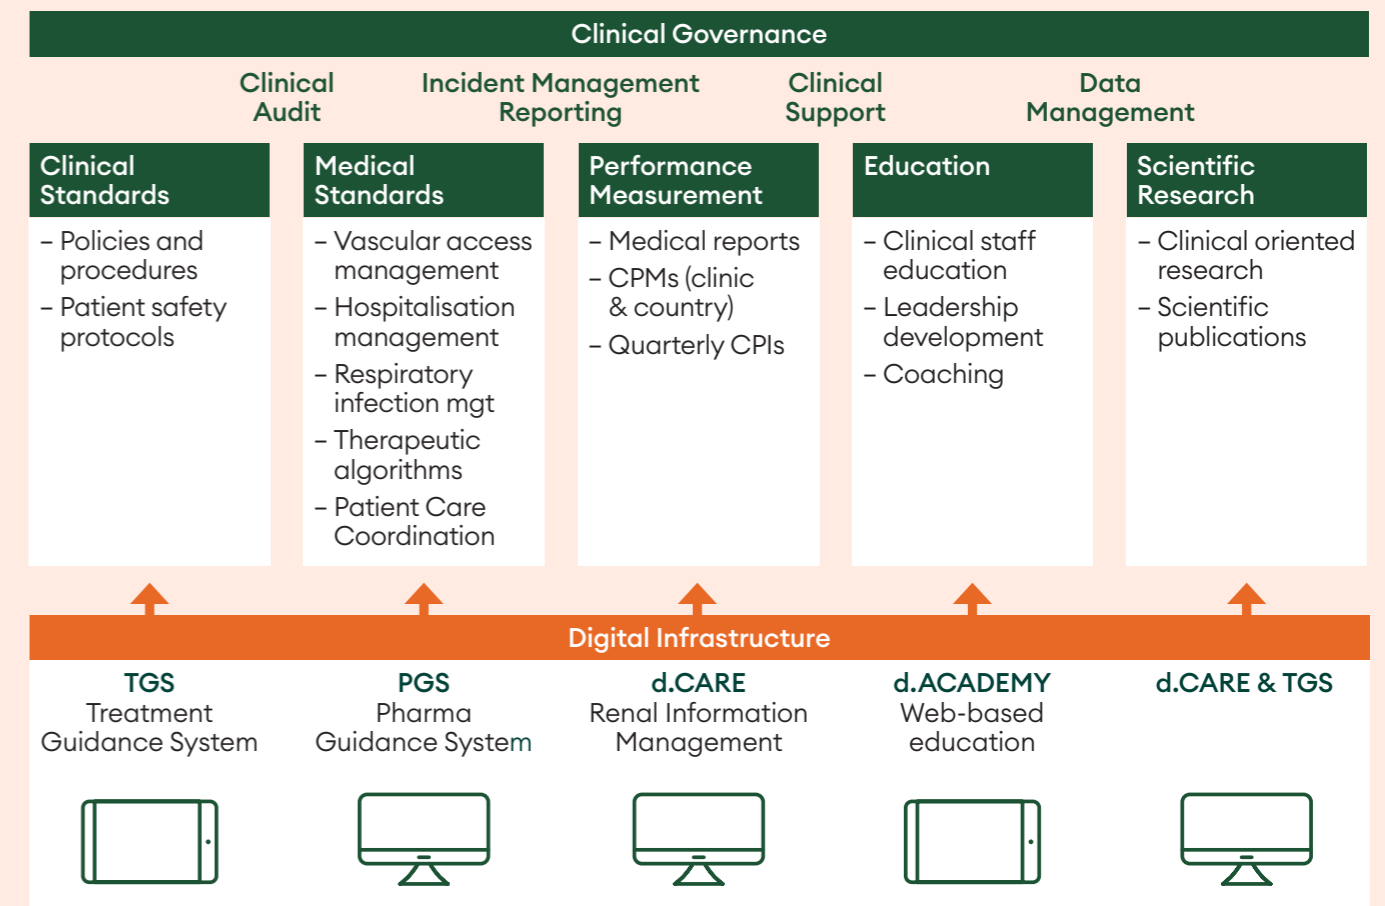 Clinical Governance
Clinical
Audit
Incident Management
Reporting
Clinical
Support
Data
Management
Clinical
Standards
– Policies and
procedures
– Patient safety
protocols
Medical
Standards
– Vascular access
management
– Hospitalisation
management
– Respiratory
infection mgt
– Therapeutic
algorithms
– Patient Care
Coordination
Performance
Measurement
– Medical reports
– CPMs (clinic
& country)
– Quarterly CPIs
Education
– Clinical staff
education
– Leadership
development
– Coaching
Scientific
Research
– Clinical oriented
research
– Scientific
publications
Digital Infrastructure
TGS
Treatment
Guidance System
PGS
Pharma
Guidance System
d.CARE
Renal Information
Management
d.ACADEMY
Web-based
education
d.CARE & TGS